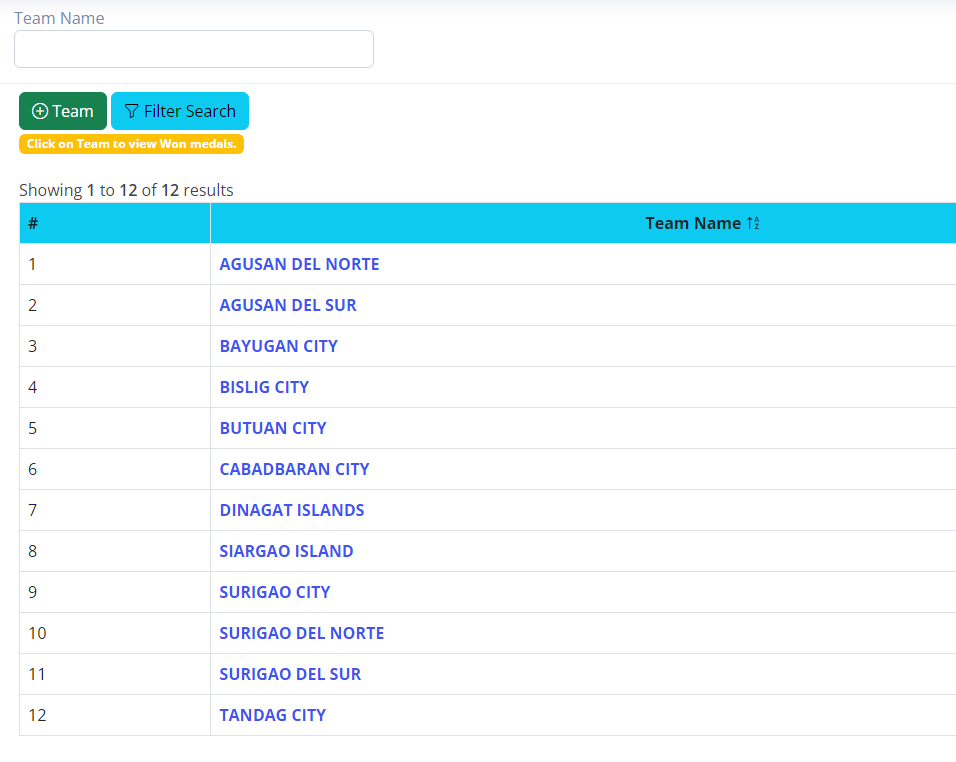 Team Name
Team Filter Search
Click on Team to view Won medals.
Showing 1 to 12 of 12 results
# Team Name
1 AGUSAN DEL NORTE
2 AGUSAN DEL SUR
3 BAYUGAN CITY
4 BISLIG CITY
5 BUTUAN CITY
6 CABADBARAN CITY
7 DINAGAT ISLANDS
8 SIARGAO ISLAND
9 SURIGAO CITY
10 SURIGAO DEL NORTE
11 SURIGAO DEL SUR
12 TANDAG CITY